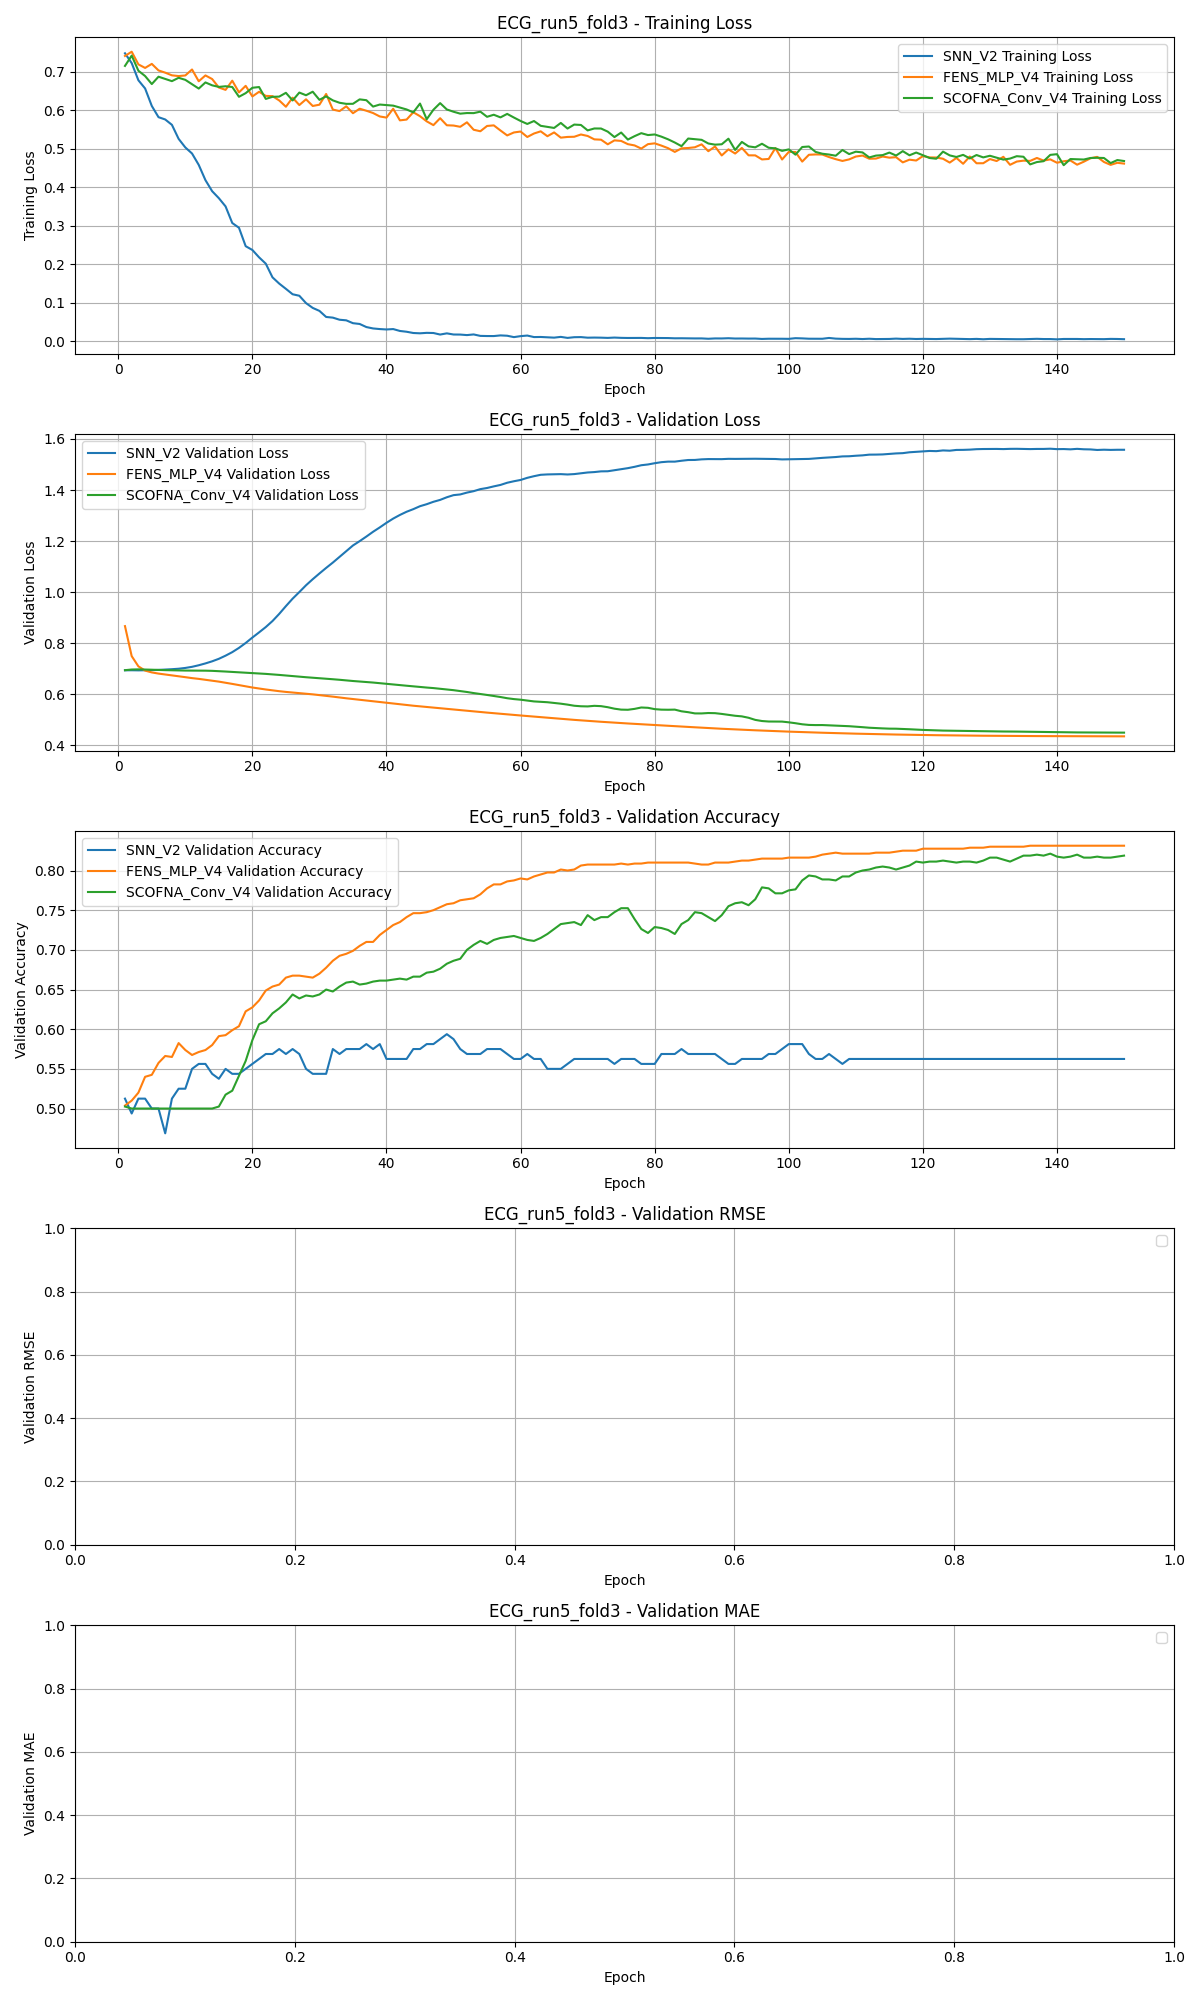 ECG_run5_fold3 - Training Loss
SNN_V2 Training Loss
FENS_MLP_V4 Training Loss
SCOFNA_Conv_V4 Training Loss
Training Loss
0.7
0.6
0.5
0.4
0.3
0.2
0.1
0.0
0 20 40 60 80 100 120 140
Epoch
ECG_run5_fold3 - Validation Loss
SNN_V2 Validation Loss
FENS_MLP_V4 Validation Loss
SCOFNA_Conv_V4 Validation Loss
Validation Loss
1.6
1.4
1.2
1.0
0.8
0.6
0.4
0 20 40 60 80 100 120 140
Epoch
ECG_run5_fold3 - Validation Accuracy
SNN_V2 Validation Accuracy
FENS_MLP_V4 Validation Accuracy
SCOFNA_Conv_V4 Validation Accuracy
Validation Accuracy
0.80
0.75
0.70
0.65
0.60
0.55
0.50
0 20 40 60 80 100 120 140
Epoch
ECG_run5_fold3 - Validation RMSE
Validation RMSE
1.0
0.8
0.6
0.4
0.2
0.0
0.0 0.2 0.4 0.6 0.8 1.0
Epoch
ECG_run5_fold3 - Validation MAE
Validation MAE
1.0
0.8
0.6
0.4
0.2
0.0
0.0 0.2 0.4 0.6 0.8 1.0
Epoch